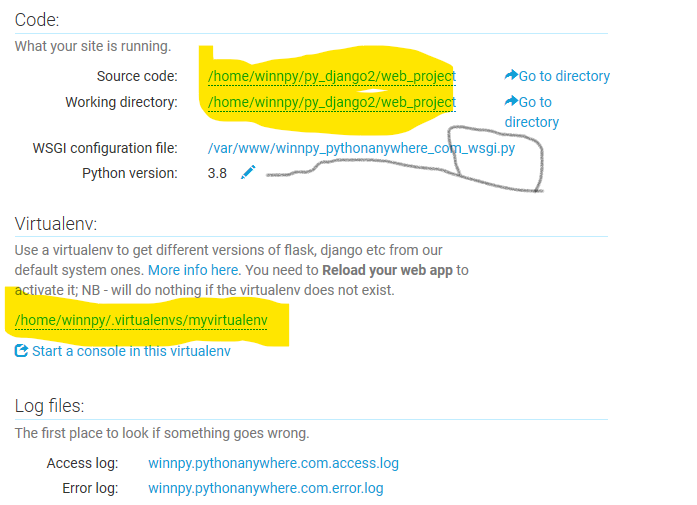 Code:
What your site is running.
Source code: /home/winnpy/py_django2/web_project Go to directory
Working directory: /home/winnpy/py_django2/web_project Go to
directory
WSGI configuration file: /var/www/winnpy_pythonanywhere_com_wsgi.py
Python version: 3.8
Virtualenv:
Use a virtualenv to get different versions of flask, django etc from our
default system ones. More info here. You need to Reload your web app to
activate it; NB - will do nothing if the virtualenv does not exist.
/home/winnpy/.virtualenvs/myvirtualenv
Start a console in this virtualenv
Log files:
The first place to look if something goes wrong.
Access log: winnpy.pythonanywhere.com.access.log
Error log: winnpy.pythonanywhere.com.error.log